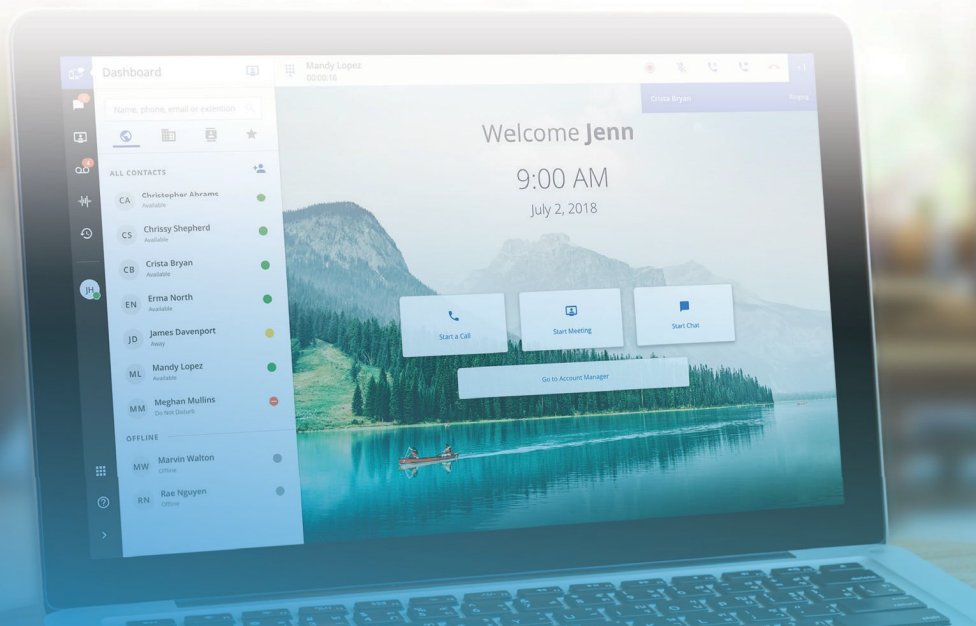 Dashboard
Mandy Lopez
00:00:16
+1
Name, phone, email or extension
Crista Bryan
Ringing
ALL CONTACTS
CA
Christopher Abrams
Available
CS
Chrissy Shepherd
Available
CB
Crista Bryan
Available
EN
Erma North
Available
JD
James Davenport
Away
ML
Mandy Lopez
Available
MM
Meghan Mullins
Do Not Disturb
OFFLINE
MW
Marvin Walton
Offline
RN
Rae Nguyen
Offline
JH
Welcome Jenn
9:00 AM
July 2, 2018
Start a Call
Start Meeting
Start Chat
Go to Account Manager